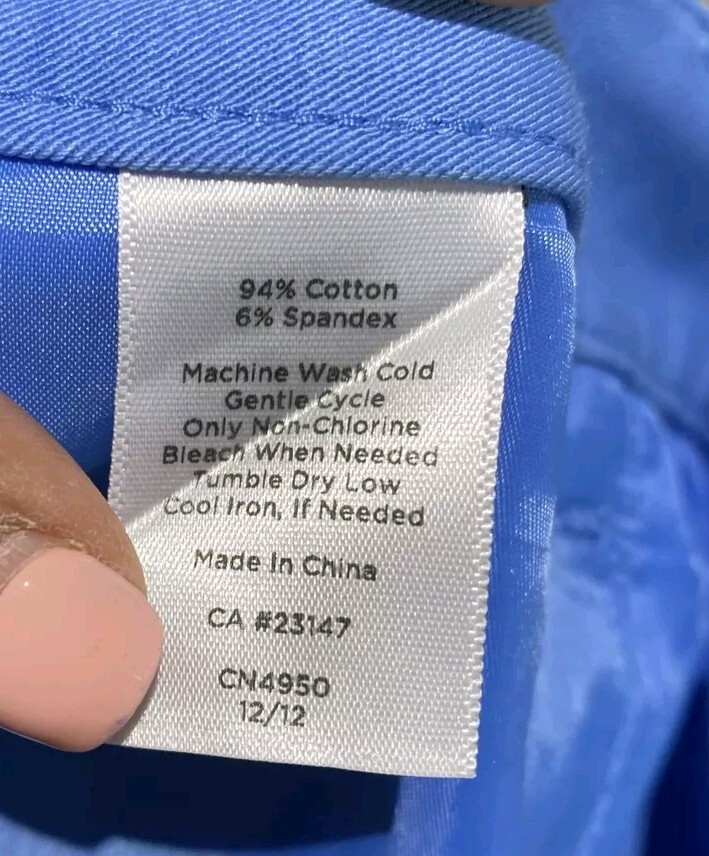 94% Cotton
6% Spandex
Machine Wash Cold
Gentle Cycle
Only Non-Chlorine
Bleach When Needed
Tumble Dry Low
Cool Iron, If Needed
Made In China
CA #23147
CN4950
12/12